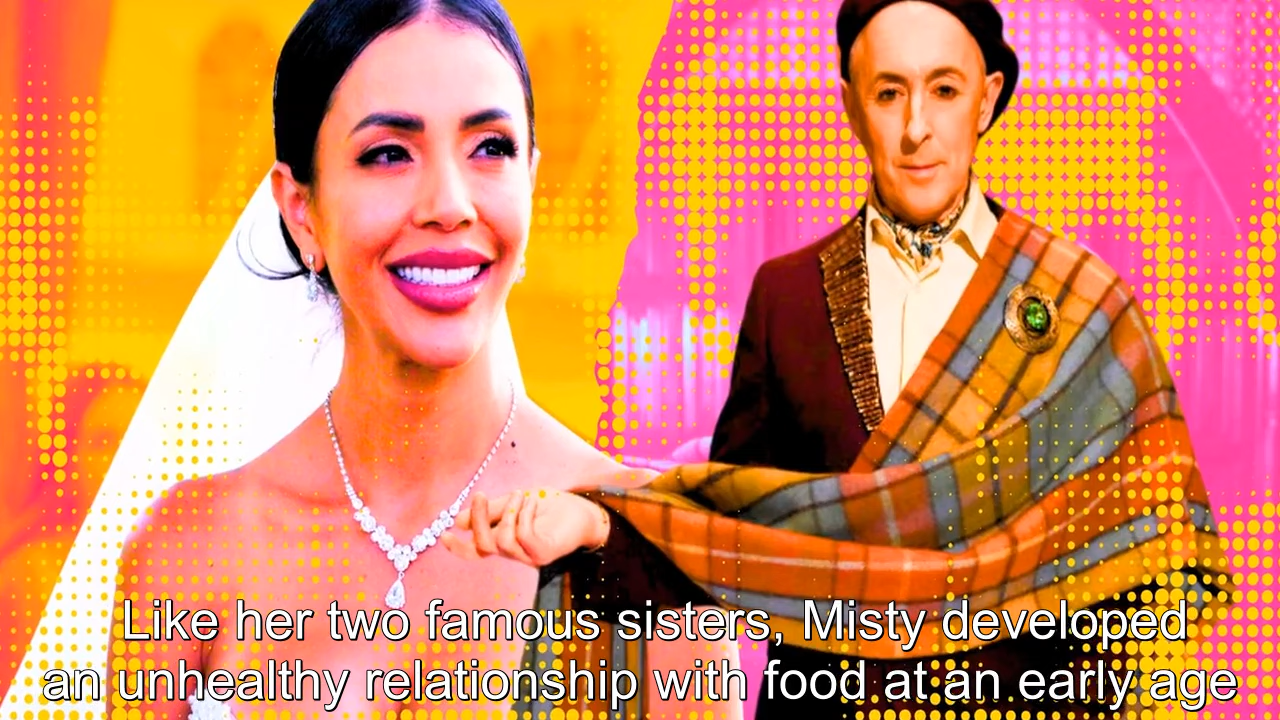 Like her two famous sisters, Misty developed
an unhealthy relationship with food at an early age